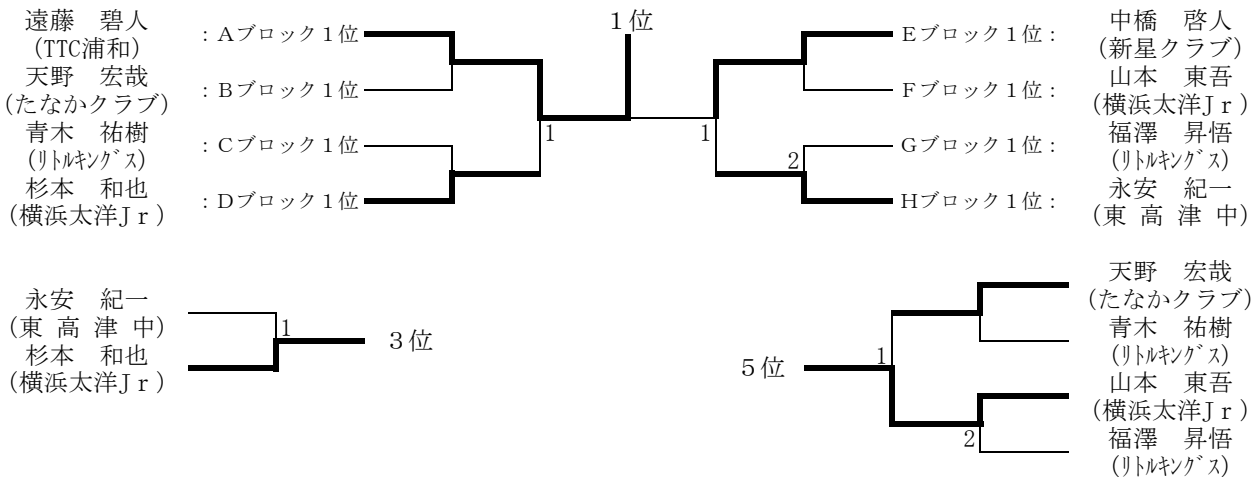 遠藤　碧人
(TTC浦和)
：Aブロック１位
天野　宏哉
(たなかクラブ)
：Bブロック１位
青木　祐樹
(ﾘﾄﾙｷﾝｸﾞｽ)
：Cブロック１位
杉本　和也
(横浜太洋Jｒ)
：Dブロック１位
1
１位
1
2
Eブロック１位：
中橋　啓人
(新星クラブ)
Fブロック１位：
山本　東吾
(横浜太洋Jｒ)
Gブロック１位：
福澤　昇悟
(ﾘﾄﾙｷﾝｸﾞｽ)
Hブロック１位：
永安　紀一
(東 高 津 中)
永安　紀一
(東 高 津 中)
杉本　和也
(横浜太洋Jｒ)
1
３位
５位
1
2
天野　宏哉
(たなかクラブ)
青木　祐樹
(ﾘﾄﾙｷﾝｸﾞｽ)
山本　東吾
(横浜太洋Jｒ)
福澤　昇悟
(ﾘﾄﾙｷﾝｸﾞｽ)